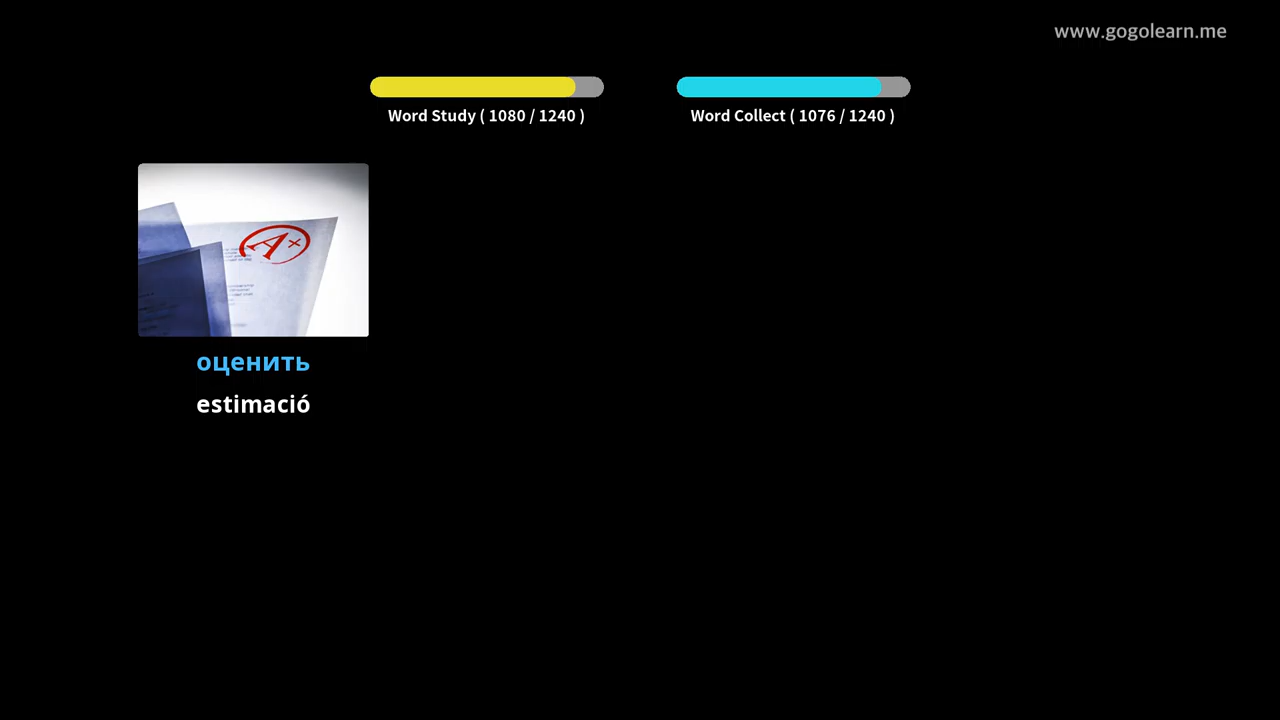 www.gogolearn.me
Word Study ( 1080 / 1240 )
Word Collect ( 1076 / 1240 )
A+
оценить
estimació